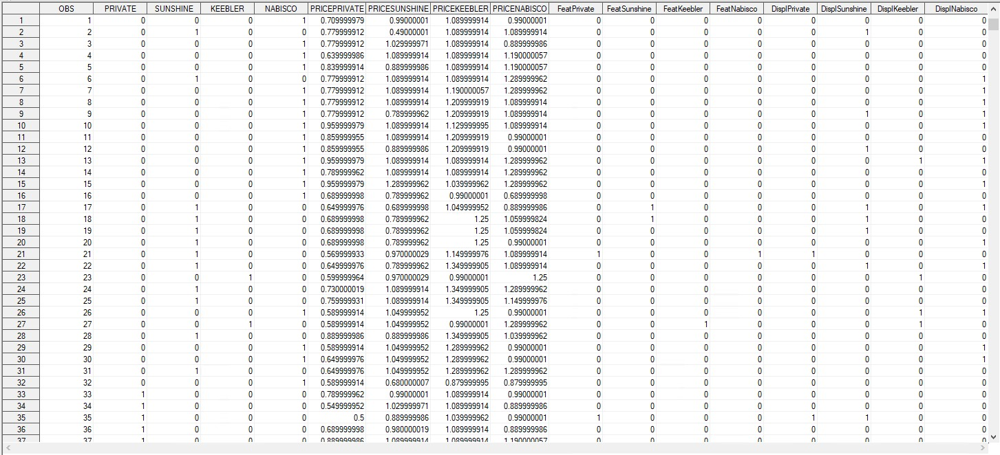 OBS PRIVATE SUNSHINE KEEBLER NABISCO PRICEPRIVATE PRICESUNSHINE PRICEKEEBLER PRICENABISCO FeatPrivate FeatSunshine FeatKeebler FeatNabisco DisplPrivate DisplSunshine DisplKeebler DisplNabisco
1 1 0 0 0 1 0.709999979 0.99000001 1.089999914 0.99000001 0 0 0 0 0 0 0 0
2 2 0 1 0 0 0.779999912 0.49000001 1.089999914 1.089999914 0 0 0 0 0 1 0 0
3 3 0 0 0 1 0.779999912 1.029999971 1.089999914 0.889999986 0 0 0 0 0 0 0 0
4 4 0 0 0 1 0.639999986 1.089999914 1.089999914 1.190000057 0 0 0 0 0 0 0 0
5 5 0 0 0 1 0.839999914 0.889999986 1.089999914 1.190000057 0 0 0 0 0 0 0 0
6 6 0 1 0 0 0.779999912 1.089999914 1.089999914 1.289999962 0 0 0 0 0 0 0 1
7 7 0 0 0 1 0.779999912 1.089999914 1.190000057 1.289999962 0 0 0 0 0 0 0 1
8 8 0 0 0 1 0.779999912 1.089999914 1.209999919 1.089999914 0 0 0 0 0 0 0 1
9 9 0 0 0 1 0.779999912 0.789999962 1.209999919 1.089999914 0 0 0 0 0 1 0 1
10 10 0 0 0 1 0.959999979 1.089999914 1.129999995 1.089999914 0 0 0 0 0 0 0 1
11 11 0 0 0 1 0.859999955 1.089999914 1.209999919 0.99000001 0 0 0 0 0 0 0 0
12 12 0 0 0 1 0.859999955 0.889999986 1.209999919 0.99000001 0 0 0 0 0 1 0 0
13 13 0 0 0 1 0.959999979 1.089999914 1.089999914 1.289999962 0 0 0 0 0 0 1 1
14 14 0 0 0 1 0.789999962 1.089999914 1.089999914 1.289999962 0 0 0 0 0 0 0 0
15 15 0 0 0 1 0.959999979 1.289999962 1.039999962 1.289999962 0 0 0 0 0 0 0 1
16 16 0 0 0 1 0.689999998 0.789999962 0.99000001 0.689999998 0 0 0 0 0 0 0 0
17 17 0 1 0 0 0.649999976 0.689999998 1.049999952 0.889999986 0 1 0 0 0 1 0 1
18 18 0 1 0 0 0.689999998 0.789999962 1.25 1.059999824 0 1 0 0 0 1 0 0
19 19 0 1 0 0 0.689999998 0.789999962 1.25 1.059999824 0 0 0 0 0 1 0 0
20 20 0 1 0 0 0.689999998 0.789999962 1.25 0.99000001 0 0 0 0 0 0 0 1
21 21 0 1 0 0 0.569999933 0.970000029 1.149999976 1.089999914 1 0 0 1 1 0 0 0
22 22 0 1 0 0 0.649999976 0.789999962 1.349999905 1.089999914 0 0 0 0 0 1 0 1
23 23 0 0 1 0 0.599999964 0.970000029 0.99000001 1.25 0 0 0 0 0 0 1 0
24 24 0 1 0 0 0.730000019 1.089999914 1.349999905 1.289999962 0 0 0 0 0 0 0 0
25 25 0 1 0 0 0.759999931 1.089999914 1.349999905 1.149999976 0 0 0 0 0 0 0 0
26 26 0 0 0 1 0.589999914 1.049999952 1.25 0.99000001 0 0 0 0 0 0 1 1
27 27 0 0 1 0 0.589999914 1.049999952 0.99000001 1.289999962 0 0 1 0 0 0 1 0
28 28 0 1 0 0 0.889999986 0.889999986 1.349999905 1.039999962 0 0 0 0 0 0 0 0
29 29 0 0 0 1 0.589999914 1.049999952 1.289999962 0.99000001 0 0 0 0 0 0 0 1
30 30 0 0 0 1 0.649999976 1.049999952 1.289999962 0.99000001 0 0 0 0 0 0 0 1
31 31 0 1 0 0 0.649999976 1.049999952 1.289999962 1.289999962 0 0 0 0 0 0 0 0
32 32 0 0 0 1 0.589999914 0.680000007 0.879999995 0.879999995 0 0 0 0 0 0 0 0
33 33 1 0 0 0 0.789999962 0.99000001 1.089999914 0.99000001 0 0 0 0 0 0 0 0
34 34 1 0 0 0 0.549999952 1.029999971 1.089999914 0.889999986 0 0 0 0 0 0 0 0
35 35 1 0 0 0 0.5 0.889999986 1.039999962 0.99000001 1 0 0 0 1 1 0 0
36 36 1 0 0 0 0.689999998 0.980000019 1.089999914 0.889999986 0 0 0 0 0 0 0 0
37 37 1 0 0 0 0.889999986 1.089999914 1.089999914 1.190000057 0 0 0 0 0 0 0 0